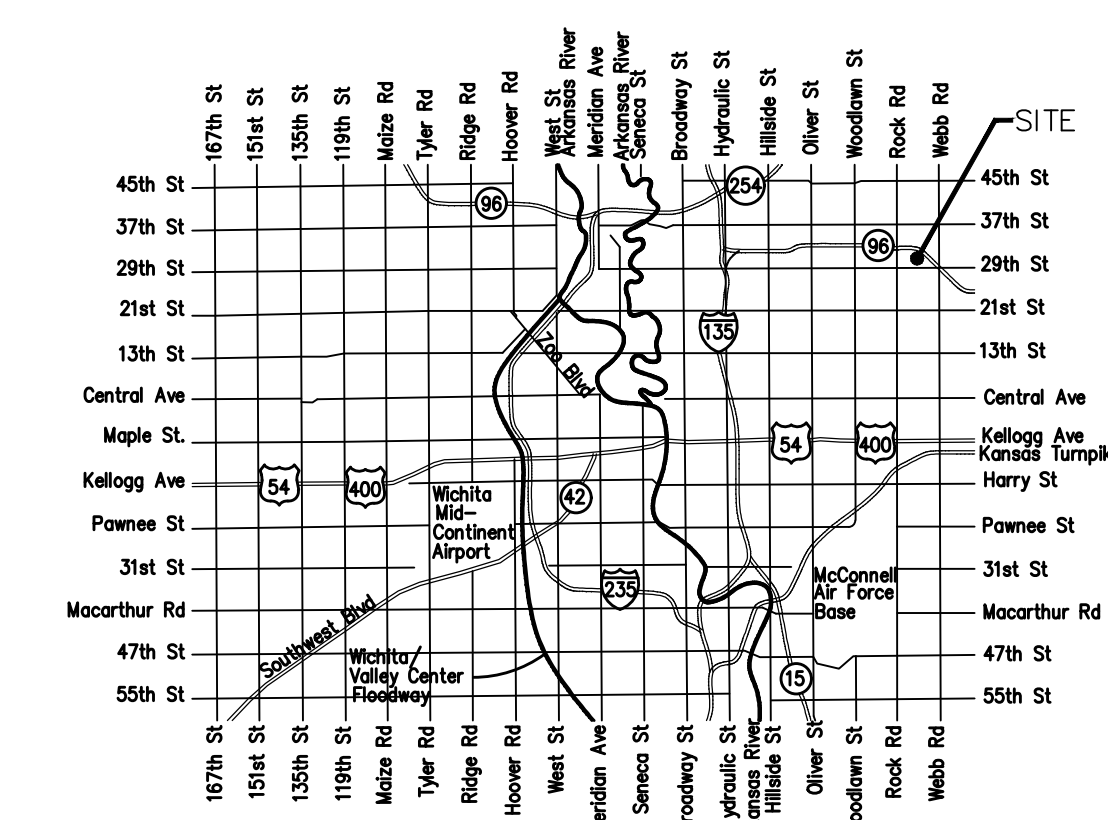 167th St
151st St
135th St
119th St
Maize Rd
Tyler Rd
Ridge Rd
Hoover Rd
West St
Arkansas River
Meridian Ave
Arkansas River
Seneca St
Broadway St
Hydraulic St
Hillside St
Oliver St
Woodlawn St
Rock Rd
Webb Rd
SITE
45th St
254
45th St
96
37th St
37th St
96
29th St
29th St
21st St
21st St
135
13th St
13th St
Zoo Blvd
Central Ave
Central Ave
Maple St.
54
400
Kellogg Ave
Kansas Turnpik
Kellogg Ave
54
400
Harry St
Wichita
Mid-
Continent
Airport
42
Pawnee St
Pawnee St
31st St
31st St
235
McConnell
Air Force
Base
Macarthur Rd
Macarthur Rd
Southwest Blvd
47th St
47th St
Wichita/
Valley Center
Floodway
15
55th St
55th St
167th St
151st St
135th St
119th St
Maize Rd
Tyler Rd
Ridge Rd
Hoover Rd
West St
eridian Ave
Seneca St
roadway St
ydraulic St
ansas River
Hillside St
Oliver St
oodlawn St
Rock Rd
Webb Rd